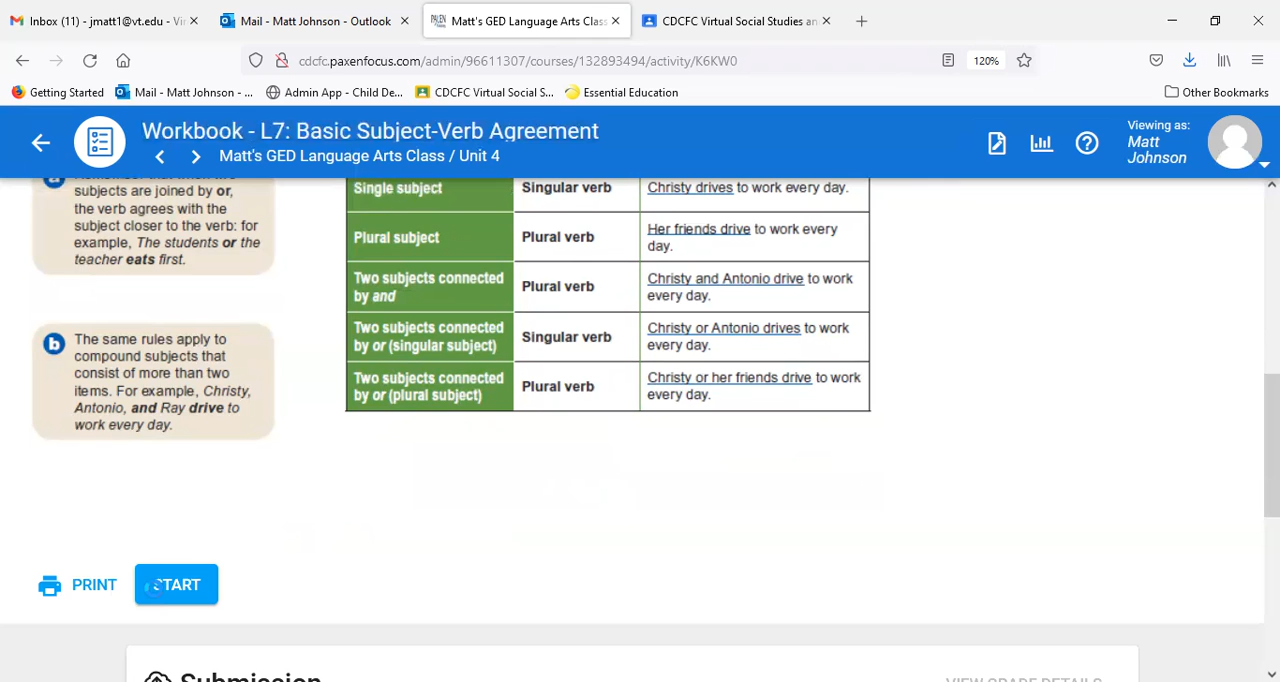 Inbox (11) - jmatt1@vt.edu - Vi
Mail - Matt Johnson - Outlook
Matt's GED Language Arts Clas
CDCFC Virtual Social Studies an
cdcfc.paxenfocus.com/admin/96611307/courses/132893494/activity/K6KW0
120%
Getting Started
Mail - Matt Johnson - ...
Admin App - Child De...
CDCFC Virtual Social S...
Essential Education
Other Bookmarks
Workbook - L7: Basic Subject-Verb Agreement
Matt's GED Language Arts Class / Unit 4
Viewing as:
Matt
Johnson
a
subjects are joined by or,
the verb agrees with the
subject closer to the verb: for
example, The students or the
teacher eats first.
b
The same rules apply to
compound subjects that
consist of more than two
items. For example, Christy,
Antonio, and Ray drive to
work every day.
Single subject
Singular verb
Christy drives to work every day.
Plural subject
Plural verb
Her friends drive to work every
day.
Two subjects connected
by and
Plural verb
Christy and Antonio drive to work
every day.
Two subjects connected
by or (singular subject)
Singular verb
Christy or Antonio drives to work
every day.
Two subjects connected
by or (plural subject)
Plural verb
Christy or her friends drive to work
every day.
PRINT
START
Submission
VIEW GRADE DETAILS